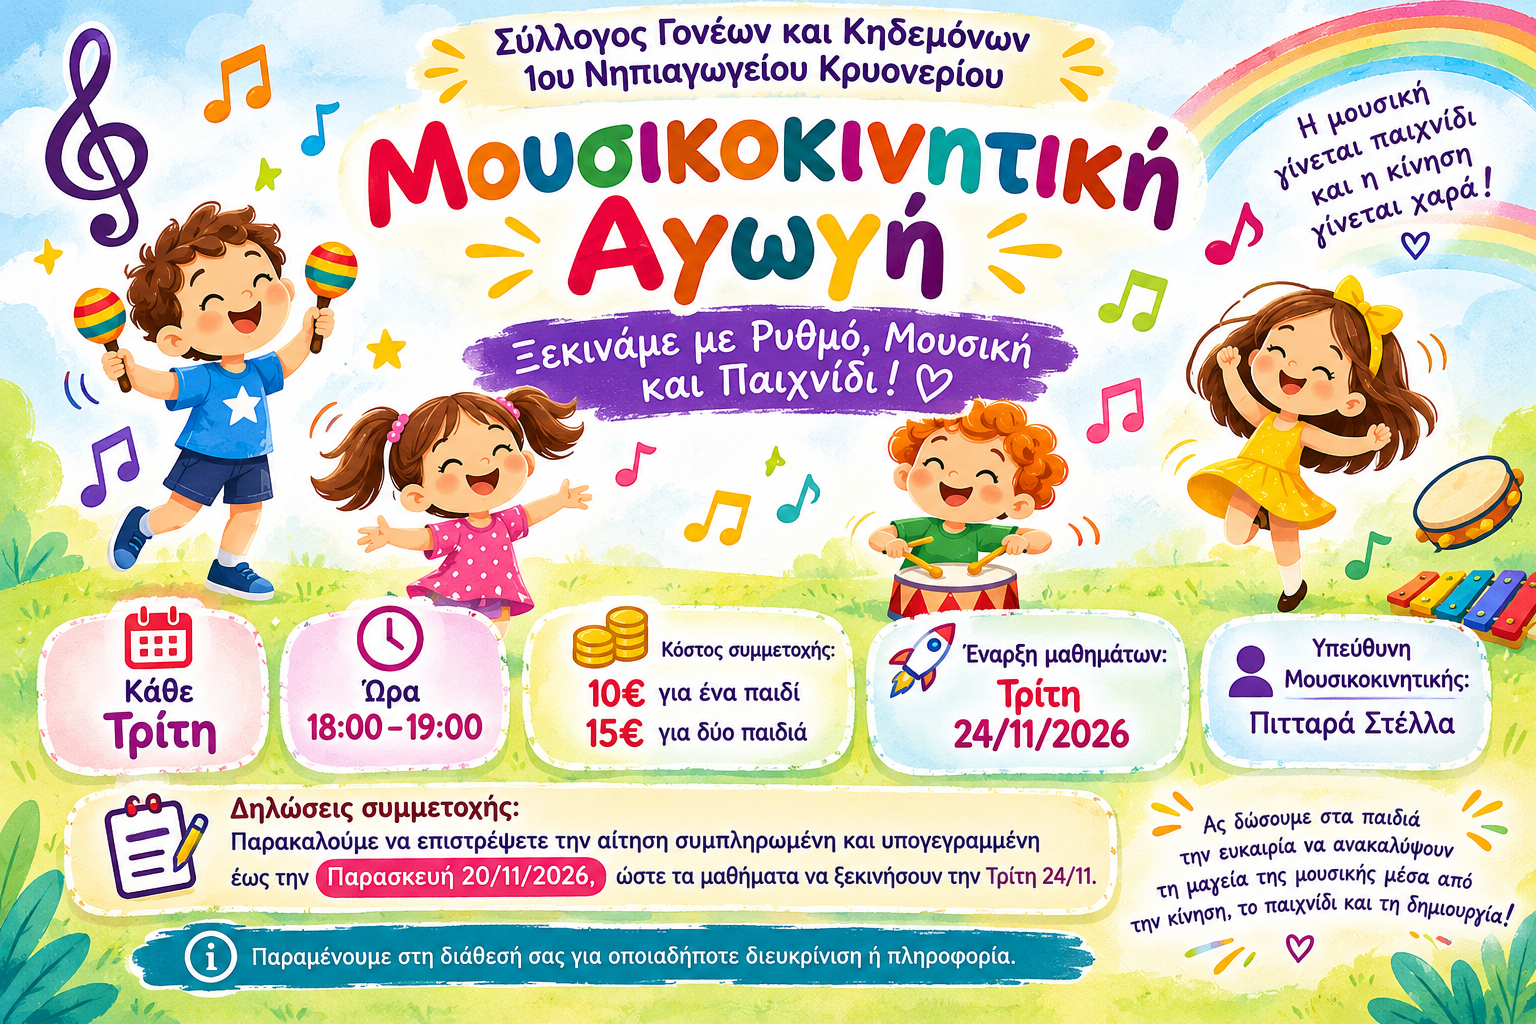 Σύλλογος Γονέων και Κηδεμόνων
1ου Νηπιαγωγείου Κρυονερίου
Μουσικοκινητική
Αγωγή
Ξεκινάμε με Ρυθμό, Μουσική
και Παιχνίδι! ♡
Η μουσική
γίνεται παιχνίδι
και η κίνηση
γίνεται χαρά!
Κάθε
Τρίτη
Ώρα
18:00–19:00
Κόστος συμμετοχής:
10€ για ένα παιδί
15€ για δύο παιδιά
Έναρξη μαθημάτων:
Τρίτη
24/11/2026
Υπεύθυνη
Μουσικοκινητικής:
Πιτταρά Στέλλα
Δηλώσεις συμμετοχής:
Παρακαλούμε να επιστρέψετε την αίτηση συμπληρωμένη και υπογεγραμμένη
έως την Παρασκευή 20/11/2026, ώστε τα μαθήματα να ξεκινήσουν την Τρίτη 24/11.
Παραμένουμε στη διάθεσή σας για οποιαδήποτε διευκρίνιση ή πληροφορία.
Ας δώσουμε στα παιδιά
την ευκαιρία να ανακαλύψουν
τη μαγεία της μουσικής μέσα από
την κίνηση, το παιχνίδι και τη δημιουργία!